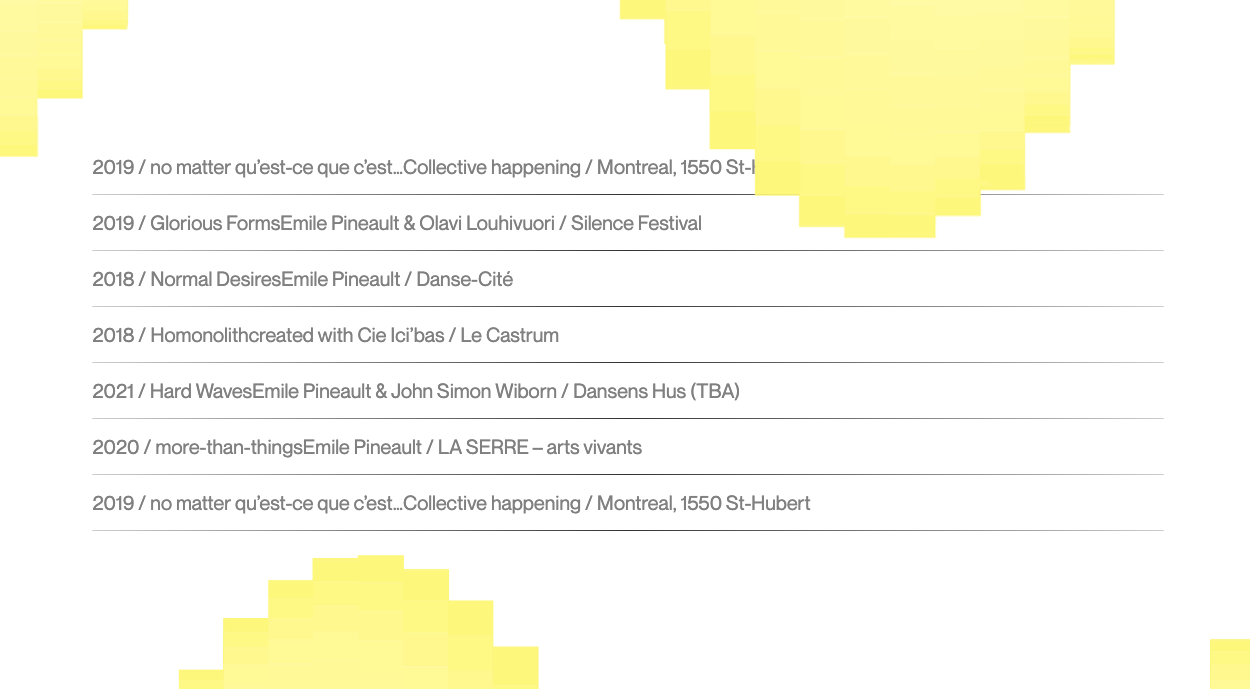 2019 / no matter qu’est-ce que c’est…Collective happening / Montreal, 1550
2019 / Glorious FormsEmile Pineault & Olavi Louhivuori / Silence Festival
2018 / Normal DesiresEmile Pineault / Danse-Cité
2018 / Homonolithcreated with Cie Ici’bas / Le Castrum
2021 / Hard WavesEmile Pineault & John Simon Wiborn / Dansens Hus (TBA)
2020 / more-than-thingsEmile Pineault / LA SERRE – arts vivants
2019 / no matter qu’est-ce que c’est…Collective happening / Montreal, 1550 St-Hubert